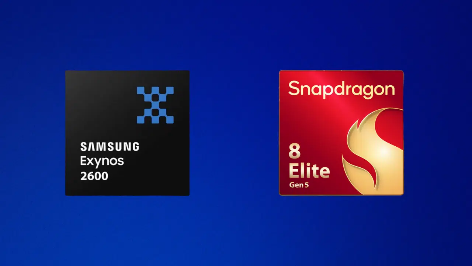 SAMSUNG
Exynos
2600
Snapdragon
8
Elite
Gen 5